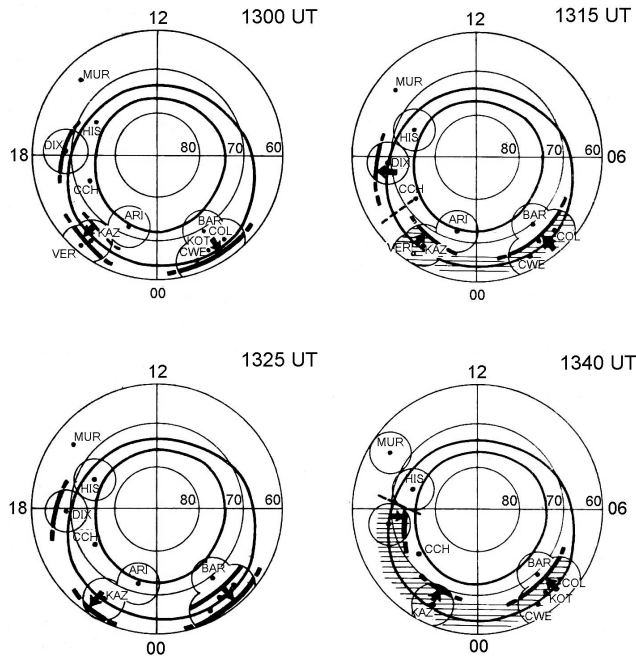 12 1300 UT
MUR
HIS
DIX
18 80 70 60
CCH
ARI BAR
KAZ COL
KOT
VER CWE
00
12 1315 UT
MUR
HIS
DIX 06
CCH
ARI BAR
COL
VER KAZ
CWE
00
12 1325 UT
MUR
HIS
18 DIX 80 70 60
CCH
ARI BAR
KAZ
00
12 1340 UT
MUR
HIS
80 70 60 06
CCH
BAR COL
KAZ KOT
CWE
00